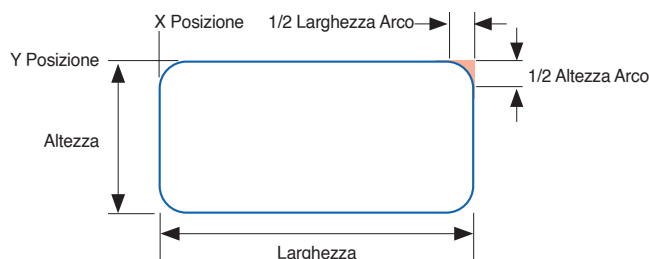 X Posizione
1/2 Larghezza Arco
Y Posizione
1/2 Altezza Arco
Altezza
Larghezza